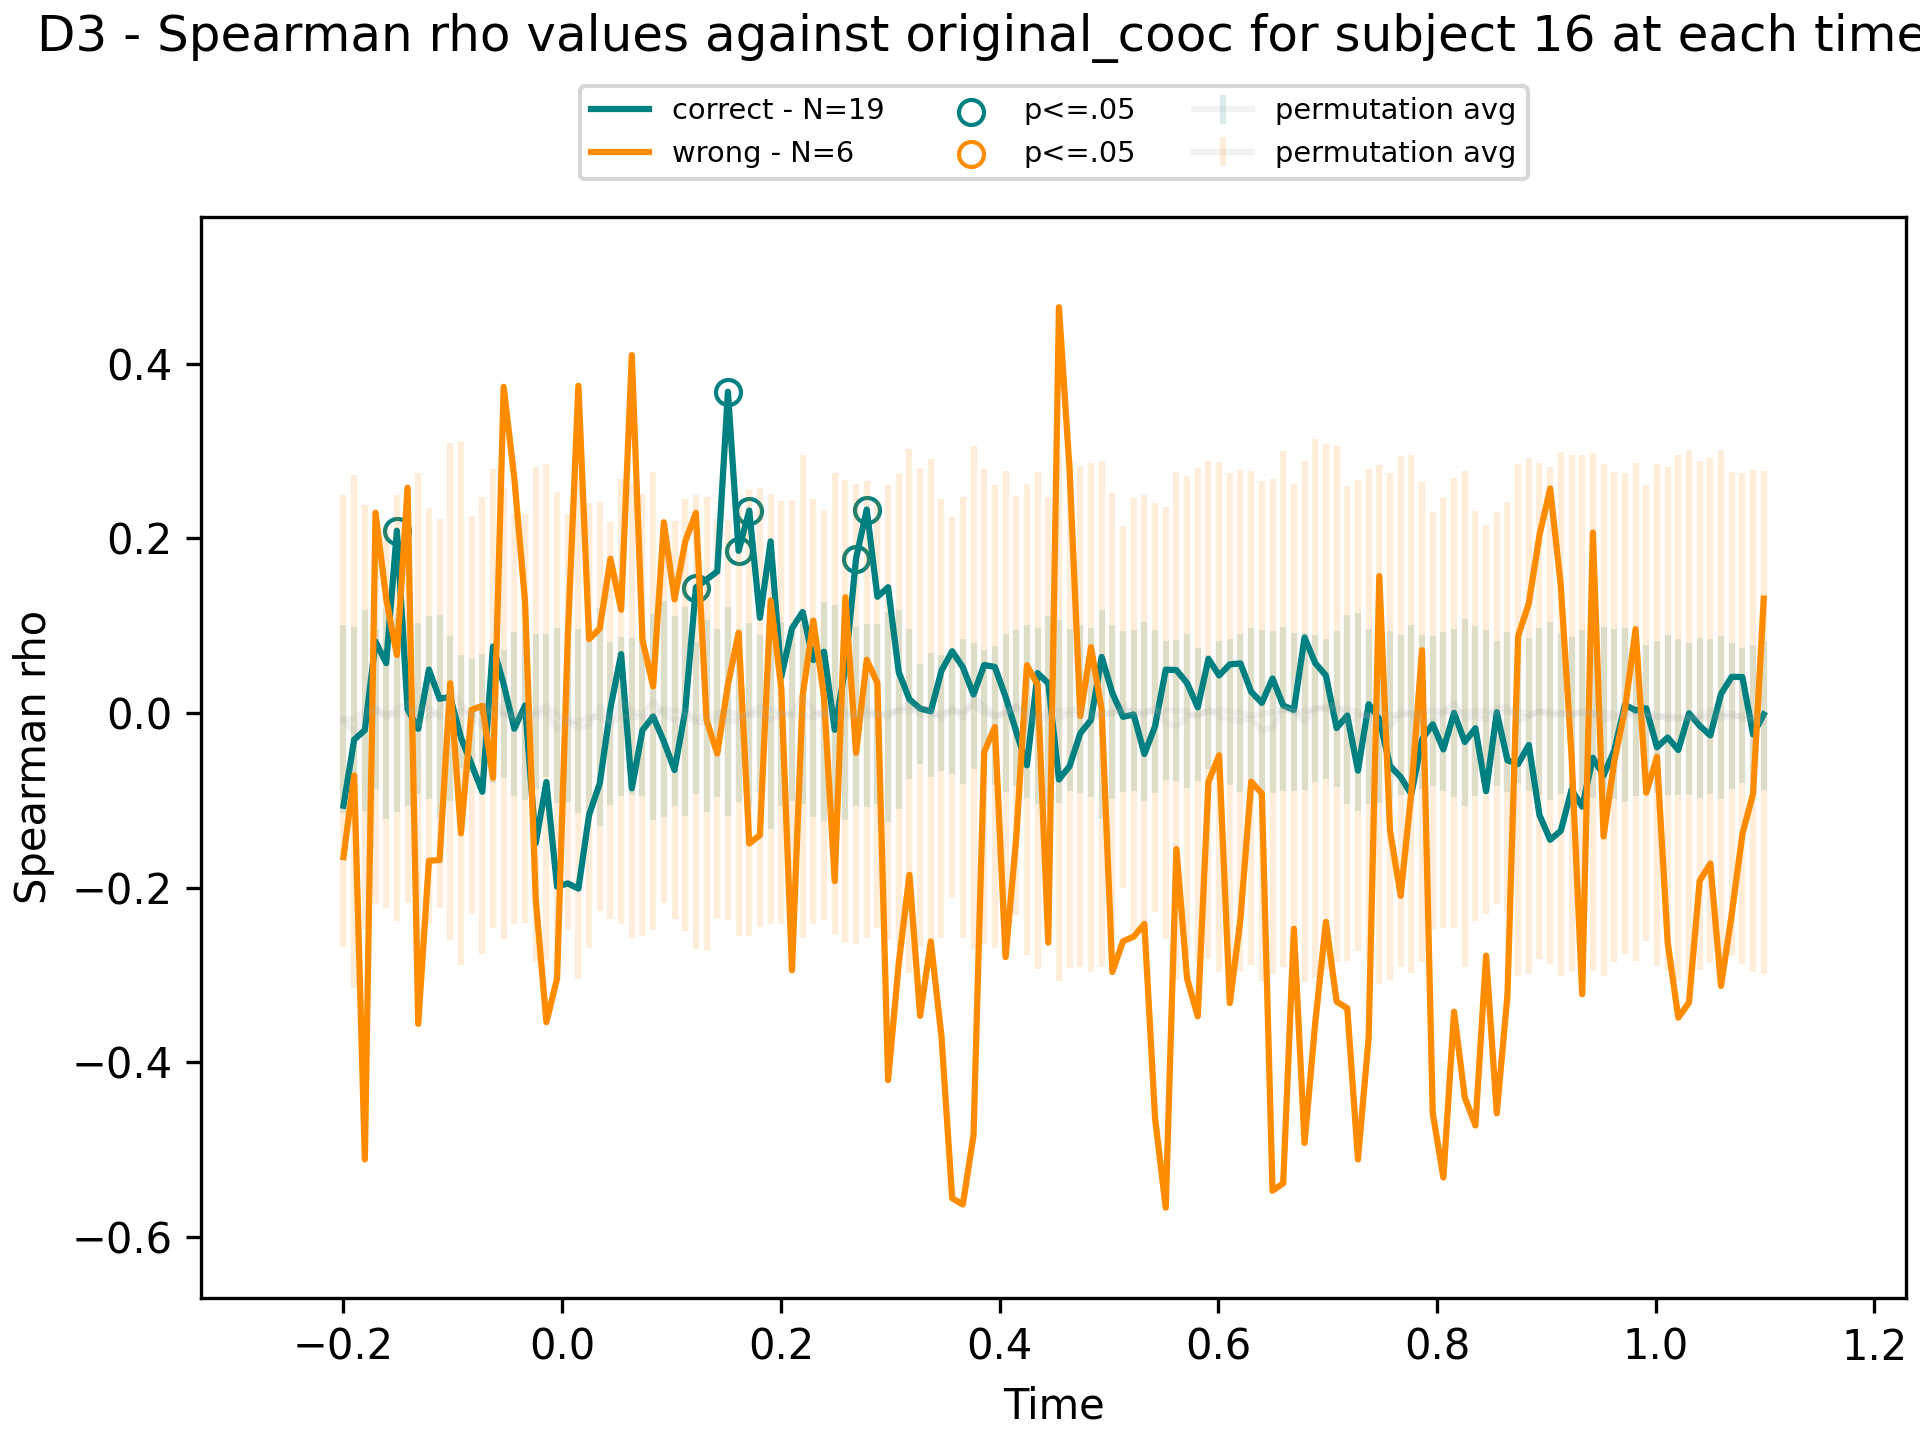 D3 - Spearman rho values against original_cooc for subject 16 at each time
correct - N=19
wrong - N=6
p<=.05
p<=.05
permutation avg
permutation avg
Spearman rho
0.4
0.2
0.0
−0.2
−0.4
−0.6
−0.2 0.0 0.2 0.4 0.6 0.8 1.0 1.2
Time